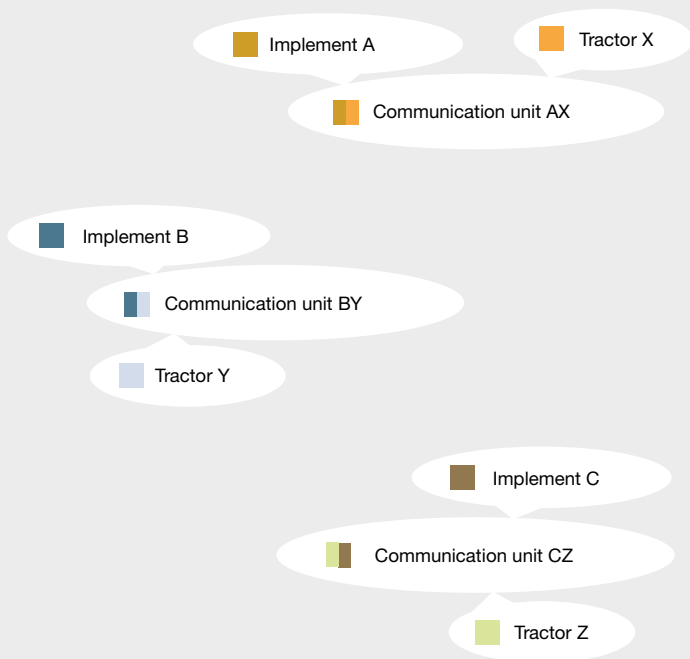 Implement A
Tractor X
Communication unit AX
Implement B
Communication unit BY
Tractor Y
Implement C
Communication unit CZ
Tractor Z